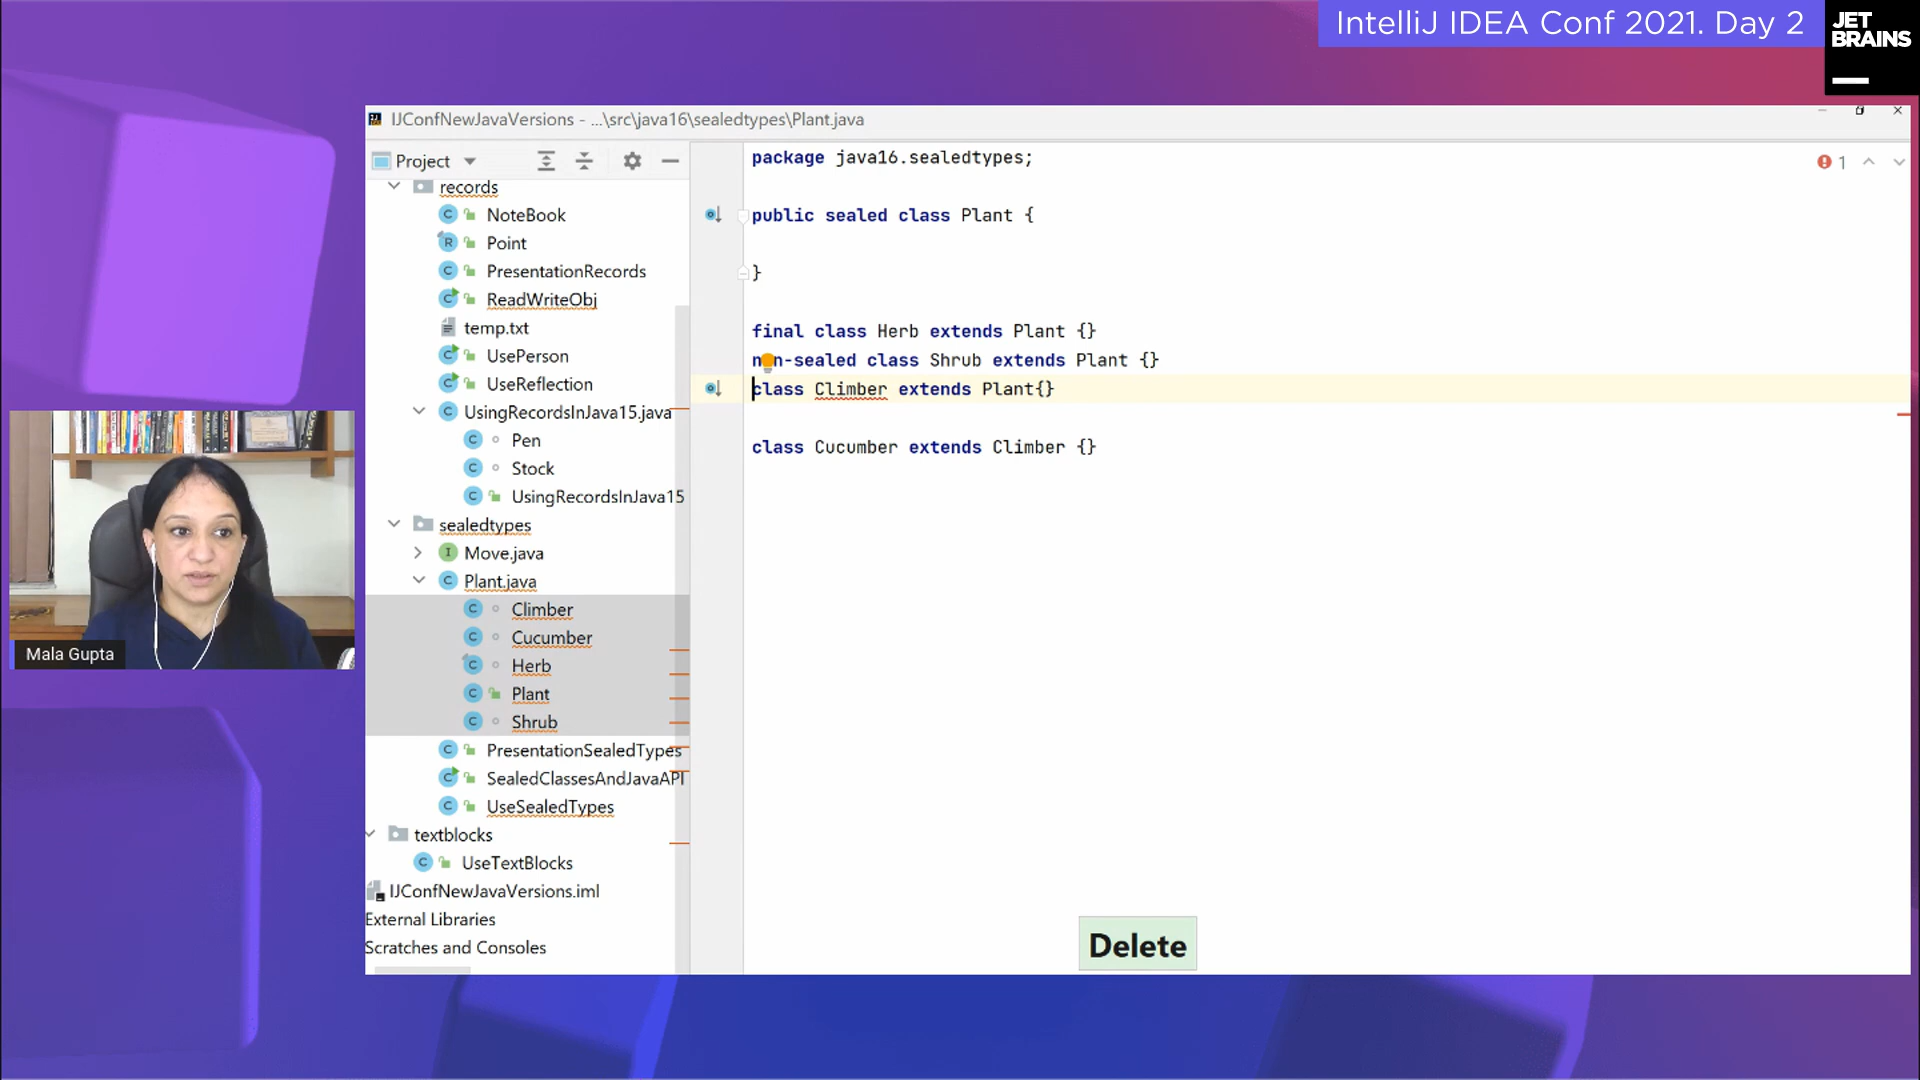 IntelliJ IDEA Conf 2021. Day 2
JET
BRAINS
IJConfNewJavaVersions - ...\src\java16\sealedtypes\Plant.java
Project
records
NoteBook
Point
PresentationRecords
ReadWriteObj
temp.txt
UsePerson
UseReflection
UsingRecordsInJava15.java
Pen
Stock
UsingRecordsInJava15
sealedtypes
Move.java
Plant.java
Climber
Cucumber
Herb
Plant
Shrub
PresentationSealedTypes
SealedClassesAndJavaAPI
UseSealedTypes
textblocks
UseTextBlocks
IJConfNewJavaVersions.iml
External Libraries
Scratches and Consoles
package java16.sealedtypes;
1
public sealed class Plant {
}
final class Herb extends Plant {}
non-sealed class Shrub extends Plant {}
class Climber extends Plant{}
class Cucumber extends Climber {}
Delete
Mala Gupta